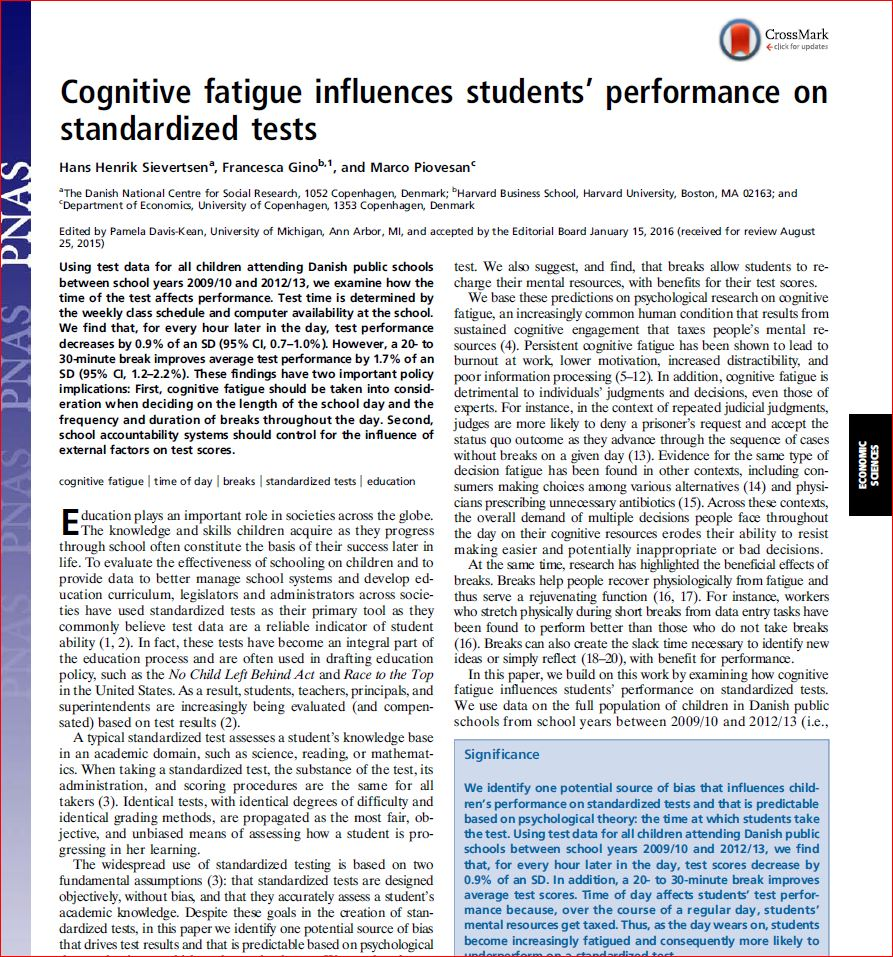 CrossMark
click for updates
Cognitive fatigue influences students’ performance on
standardized tests
Hans Henrik Sievertsenᵃ, Francesca Ginoᵇ,¹, and Marco Piovesanᶜ
ᵃThe Danish National Centre for Social Research, 1052 Copenhagen, Denmark; ᵇHarvard Business School, Harvard University, Boston, MA 02163; and
ᶜDepartment of Economics, University of Copenhagen, 1353 Copenhagen, Denmark
Edited by Pamela Davis-Kean, University of Michigan, Ann Arbor, MI, and accepted by the Editorial Board January 15, 2016 (received for review August
25, 2015)
Using test data for all children attending Danish public schools
between school years 2009/10 and 2012/13, we examine how the
time of the test affects performance. Test time is determined by
the weekly class schedule and computer availability at the school.
We find that, for every hour later in the day, test performance
decreases by 0.9% of an SD (95% CI, 0.7–1.0%). However, a 20- to
30-minute break improves average test performance by 1.7% of an
SD (95% CI, 1.2–2.2%). These findings have two important policy
implications: First, cognitive fatigue should be taken into consid-
eration when deciding on the length of the school day and the
frequency and duration of breaks throughout the day. Second,
school accountability systems should control for the influence of
external factors on test scores.
cognitive fatigue | time of day | breaks | standardized tests | education
Education plays an important role in societies across the globe.
The knowledge and skills children acquire as they progress
through school often constitute the basis of their success later in
life. To evaluate the effectiveness of schooling on children and to
provide data to better manage school systems and develop ed-
ucation curriculum, legislators and administrators across socie-
ties have used standardized tests as their primary tool as they
commonly believe test data are a reliable indicator of student
ability (1, 2). In fact, these tests have become an integral part of
the education process and are often used in drafting education
policy, such as the No Child Left Behind Act and Race to the Top
in the United States. As a result, students, teachers, principals, and
superintendents are increasingly being evaluated (and compen-
sated) based on test results (2).
A typical standardized test assesses a student’s knowledge base
in an academic domain, such as science, reading, or mathemat-
ics. When taking a standardized test, the substance of the test, its
administration, and scoring procedures are the same for all
takers (3). Identical tests, with identical degrees of difficulty and
identical grading methods, are propagated as the most fair, ob-
jective, and unbiased means of assessing how a student is pro-
gressing in her learning.
The widespread use of standardized testing is based on two
fundamental assumptions (3): that standardized tests are designed
objectively, without bias, and that they accurately assess a student’s
academic knowledge. Despite these goals in the creation of stan-
dardized tests, in this paper we identify one potential source of bias
that drives test results and that is predictable based on psychological
test. We also suggest, and find, that breaks allow students to re-
charge their mental resources, with benefits for their test scores.
We base these predictions on psychological research on cognitive
fatigue, an increasingly common human condition that results from
sustained cognitive engagement that taxes people’s mental re-
sources (4). Persistent cognitive fatigue has been shown to lead to
burnout at work, lower motivation, increased distractibility, and
poor information processing (5–12). In addition, cognitive fatigue is
detrimental to individuals’ judgments and decisions, even those of
experts. For instance, in the context of repeated judicial judgments,
judges are more likely to deny a prisoner’s request and accept the
status quo outcome as they advance through the sequence of cases
without breaks on a given day (13). Evidence for the same type of
decision fatigue has been found in other contexts, including con-
sumers making choices among various alternatives (14) and physi-
cians prescribing unnecessary antibiotics (15). Across these contexts,
the overall demand of multiple decisions people face throughout
the day on their cognitive resources erodes their ability to resist
making easier and potentially inappropriate or bad decisions.
At the same time, research has highlighted the beneficial effects of
breaks. Breaks help people recover physiologically from fatigue and
thus serve a rejuvenating function (16, 17). For instance, workers
who stretch physically during short breaks from data entry tasks have
been found to perform better than those who do not take breaks
(16). Breaks can also create the slack time necessary to identify new
ideas or simply reflect (18–20), with benefit for performance.
In this paper, we build on this work by examining how cognitive
fatigue influences students’ performance on standardized tests.
We use data on the full population of children in Danish public
schools from school years between 2009/10 and 2012/13 (i.e.,
Significance
We identify one potential source of bias that influences child-
ren’s performance on standardized tests and that is predictable
based on psychological theory: the time at which students take
the test. Using test data for all children attending Danish public
schools between school years 2009/10 and 2012/13, we find
that, for every hour later in the day, test scores decrease by
0.9% of an SD. In addition, a 20- to 30-minute break improves
average test scores. Time of day affects students’ test perfor-
mance because, over the course of a regular day, students’
mental resources get taxed. Thus, as the day wears on, students
become increasingly fatigued and consequently more likely to
underperform on a standardized test.
ECONOMIC
SCIENCES
PNAS
PNAS
PNAS
PNAS
PNAS